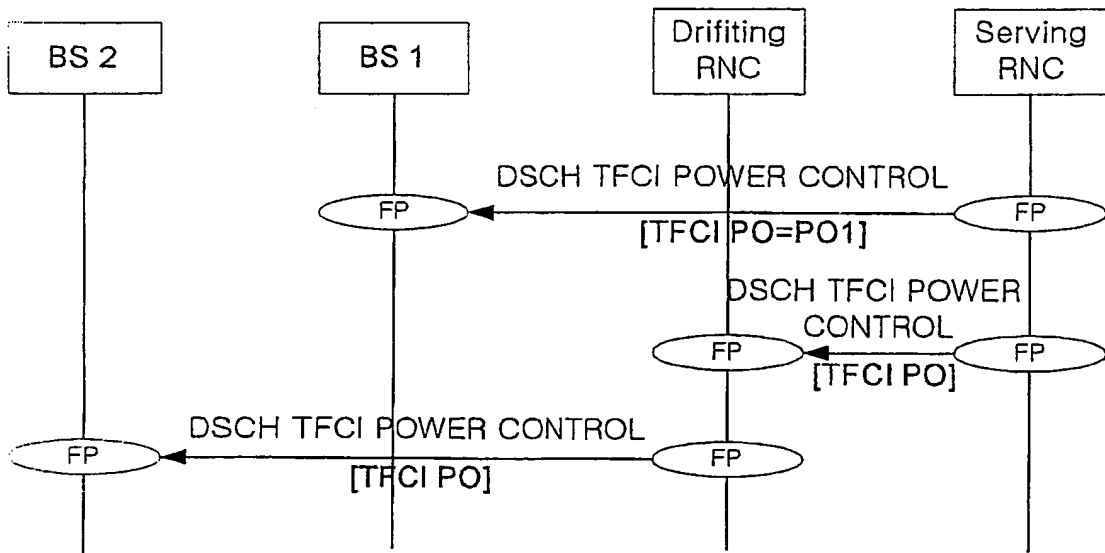 BS 2
BS 1
Drifiting
RNC
Serving
RNC
DSCH TFCI POWER CONTROL
FP
FP
[TFCI PO=PO1]
DSCH TFCI POWER
CONTROL
FP
FP
[TFCI PO]
DSCH TFCI POWER CONTROL
FP
FP
[TFCI PO]